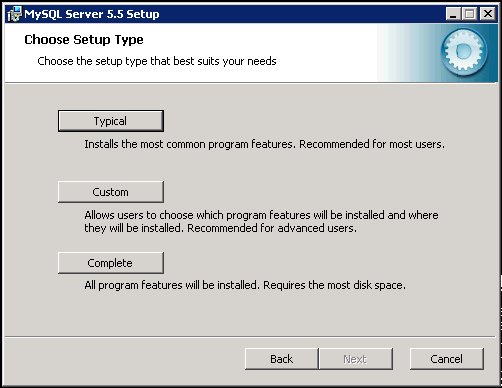 MySQL Server 5.5 Setup
Choose Setup Type
Choose the setup type that best suits your needs
Typical
Installs the most common program features. Recommended for most users.
Custom
Allows users to choose which program features will be installed and where
they will be installed. Recommended for advanced users.
Complete
All program features will be installed. Requires the most disk space.
Back
Next
Cancel